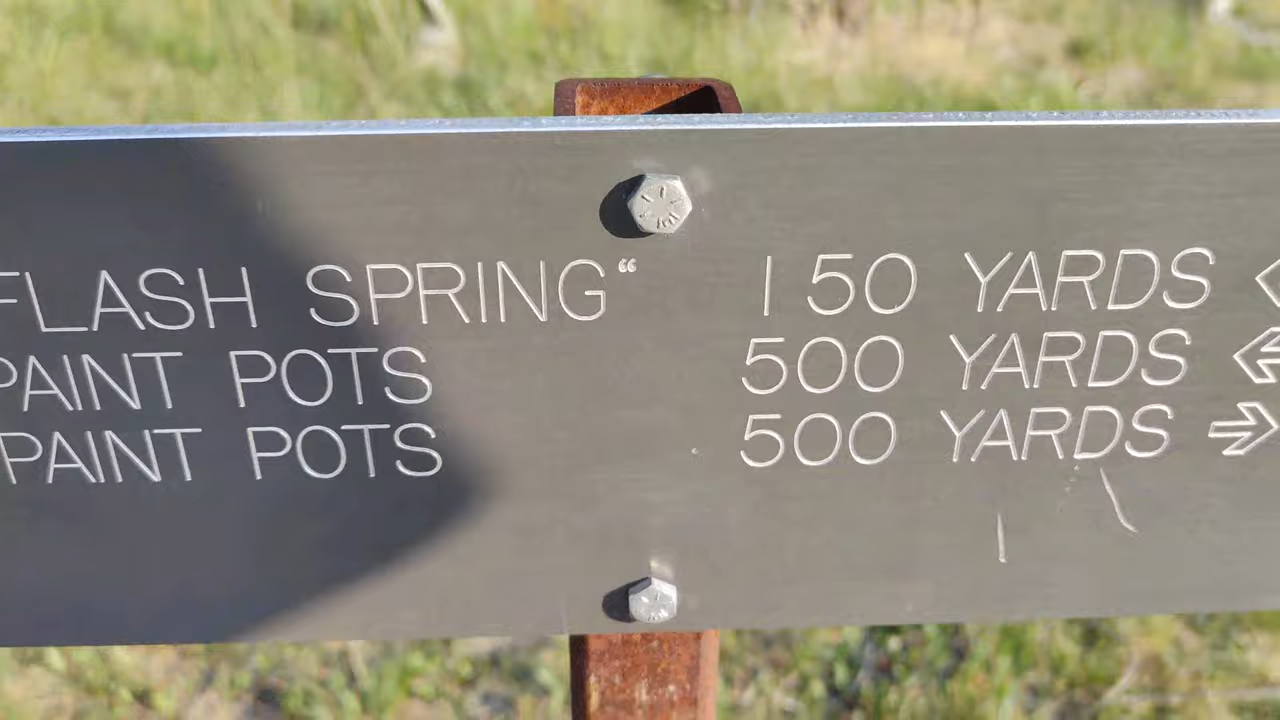 FLASH SPRING“ 150 YARDS
PAINT POTS 500 YARDS
PAINT POTS 500 YARDS